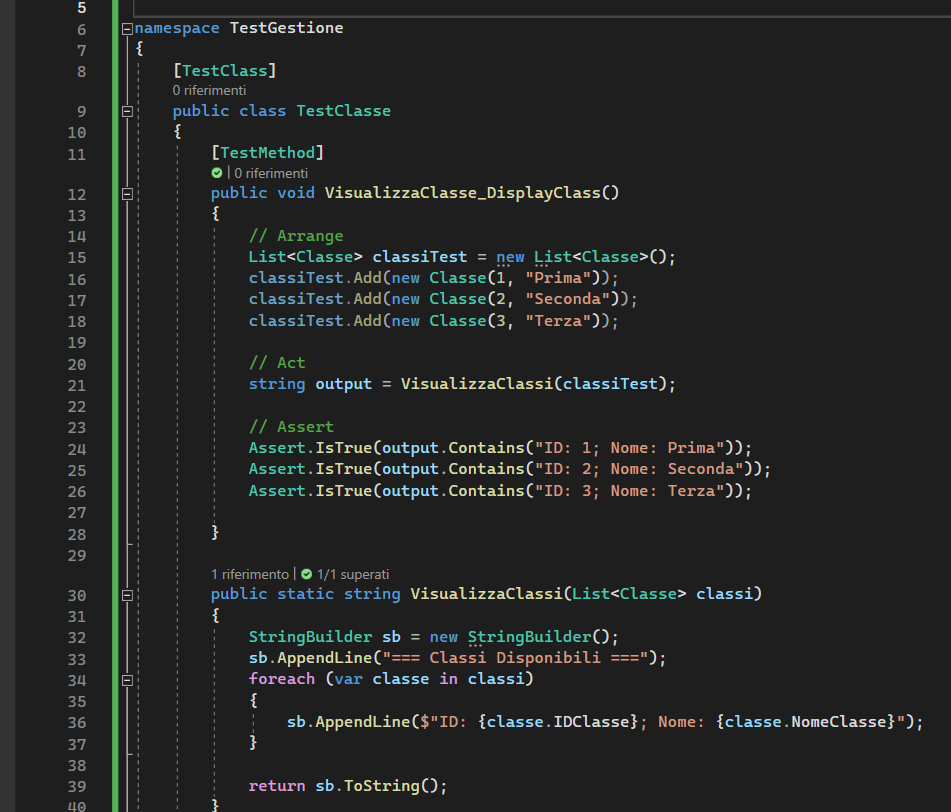 5
6 namespace TestGestione
7 {
8 [TestClass]
0 riferimenti
9 public class TestClasse
10 {
11 [TestMethod]
| 0 riferimenti
12 public void VisualizzaClasse_DisplayClass()
13 {
14 // Arrange
15 List<Classe> classiTest = new List<Classe>();
16 classiTest.Add(new Classe(1, "Prima"));
17 classiTest.Add(new Classe(2, "Seconda"));
18 classiTest.Add(new Classe(3, "Terza"));
19
20 // Act
21 string output = VisualizzaClassi(classiTest);
22
23 // Assert
24 Assert.IsTrue(output.Contains("ID: 1; Nome: Prima"));
25 Assert.IsTrue(output.Contains("ID: 2; Nome: Seconda"));
26 Assert.IsTrue(output.Contains("ID: 3; Nome: Terza"));
27
28 }
29
1 riferimento | 1/1 superati
30 public static string VisualizzaClassi(List<Classe> classi)
31 {
32 StringBuilder sb = new StringBuilder();
33 sb.AppendLine("=== Classi Disponibili ===");
34 foreach (var classe in classi)
35 {
36 sb.AppendLine($"ID: {classe.IDClasse}; Nome: {classe.NomeClasse}");
37 }
38
39 return sb.ToString();
40 }